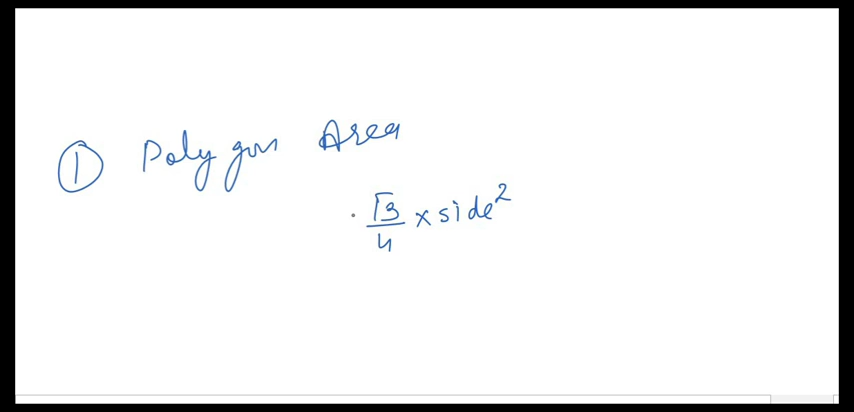 ① Polygon Area
√3/4 × side²